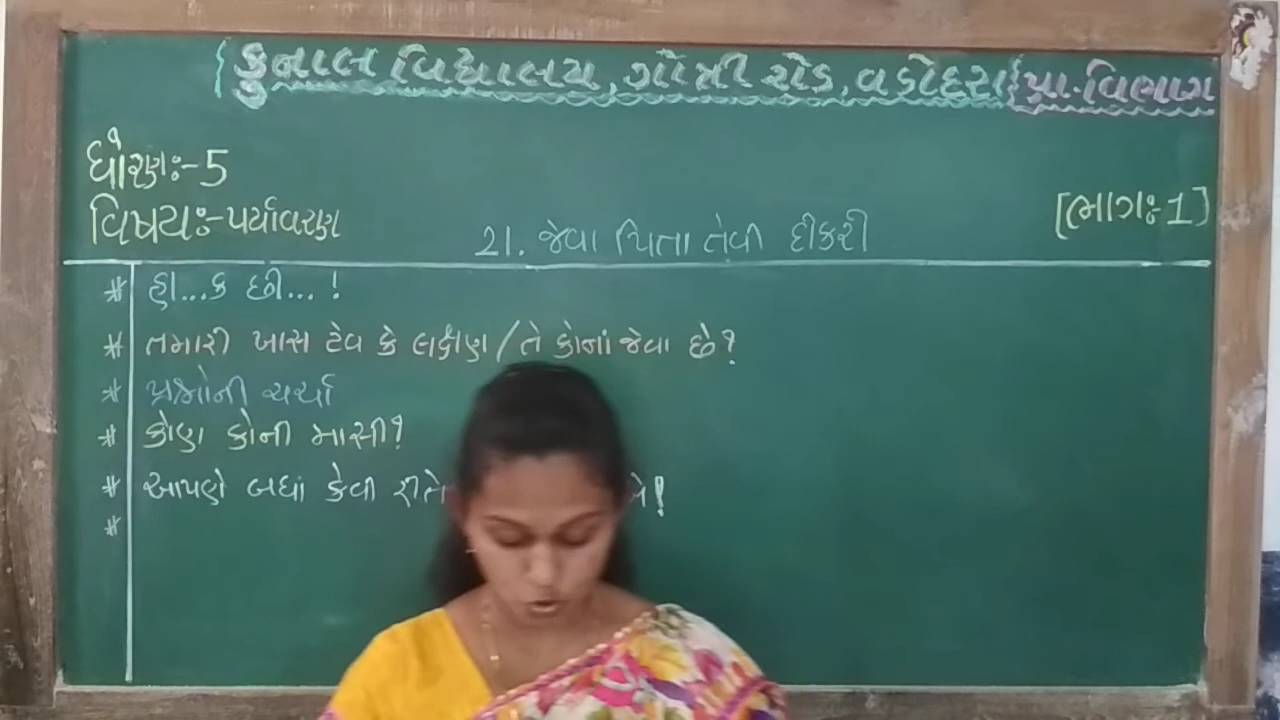 {કુનાલ વિદ્યાલય, ગોત્રી રોડ, વડોદરા{પ્રા.વિભાગ
ધોરણઃ-5
વિષયઃ-પર્યાવરણ
[ભાગઃ1]
21. જેવા પિતા તેવી દીકરી
* હા...ક છી...!
* તમારી ખાસ ટેવ કે લક્ષણ / તે કોનાં જેવા છે?
* પ્રશ્નોની ચર્ચા
* કોણ કોની માસી?
* આપણે બધાં કેવી રીતે
*